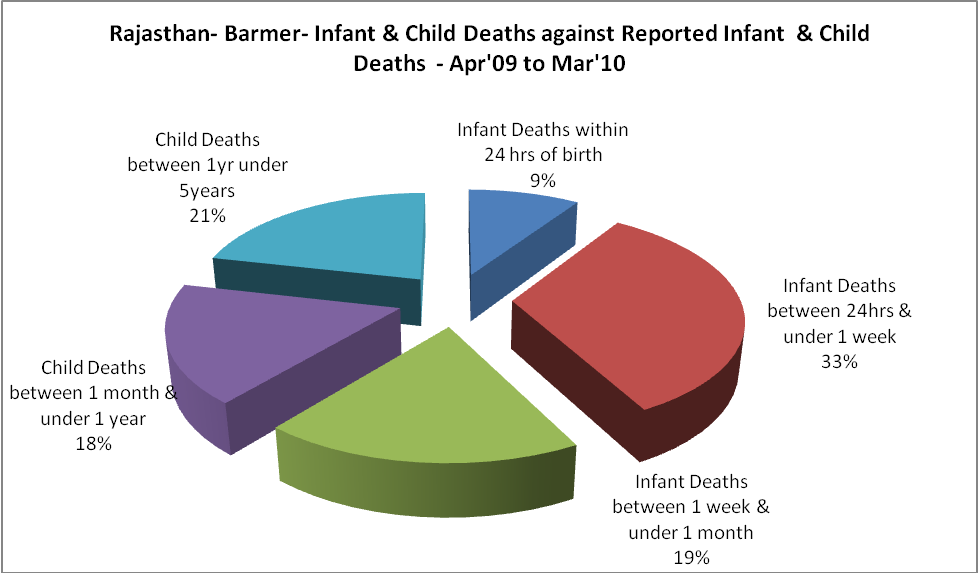 Rajasthan- Barmer- Infant & Child Deaths against Reported Infant & Child
Deaths - Apr'09 to Mar'10
Infant Deaths within
24 hrs of birth
9%
Infant Deaths
between 24hrs &
under 1 week
33%
Infant Deaths
between 1 week &
under 1 month
19%
Child Deaths
between 1 month &
under 1 year
18%
Child Deaths
between 1yr under
5years
21%